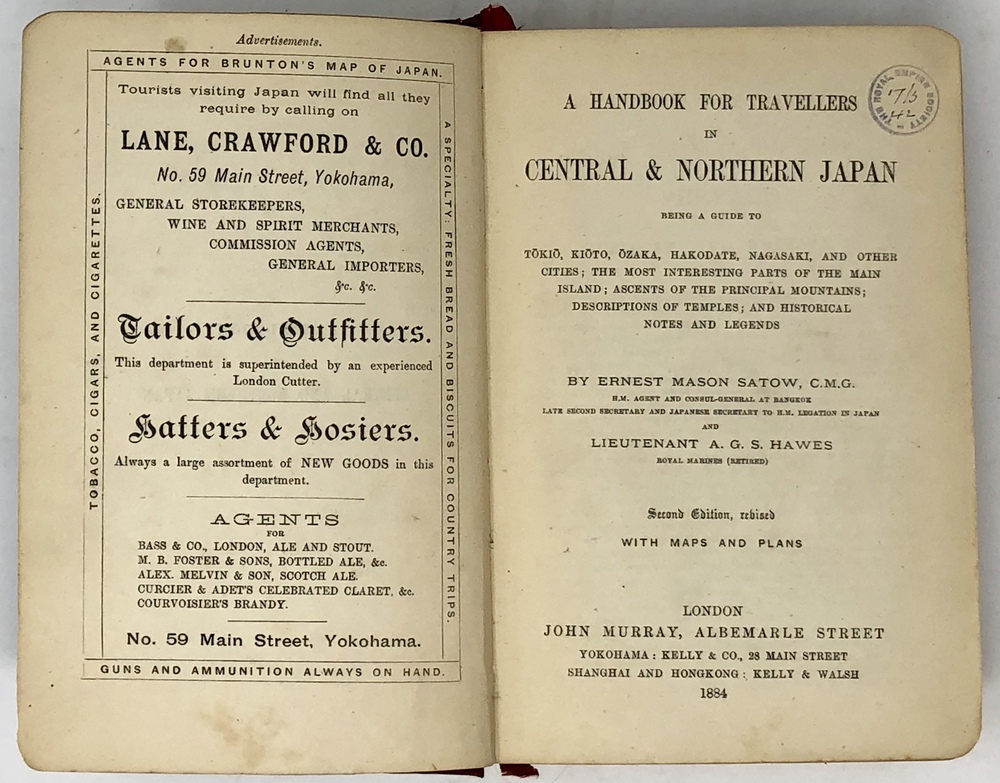 Advertisements.
AGENTS FOR BRUNTON'S MAP OF JAPAN.
Tourists visiting Japan will find all they
require by calling on
LANE, CRAWFORD & CO.
No. 59 Main Street, Yokohama,
GENERAL STOREKEEPERS,
WINE AND SPIRIT MERCHANTS,
COMMISSION AGENTS,
GENERAL IMPORTERS,
&c. &c.
Tailors & Outfitters.
This department is superintended by an experienced
London Cutter.
Hatters & Hosiers.
Always a large assortment of NEW GOODS in this
department.
AGENTS
FOR
BASS & CO., LONDON, ALE AND STOUT.
M. B. FOSTER & SONS, BOTTLED ALE, &c.
ALEX. MELVIN & SON, SCOTCH ALE.
CURCIER & ADET'S CELEBRATED CLARET, &c.
COURVOISIER'S BRANDY.
No. 59 Main Street, Yokohama.
GUNS AND AMMUNITION ALWAYS ON HAND.
TOBACCO, CIGARS, AND CIGARETTES.
A SPECIALTY: FRESH BREAD AND BISCUITS FOR COUNTRY TRIPS.
A HANDBOOK FOR TRAVELLERS
IN
CENTRAL & NORTHERN JAPAN
BEING A GUIDE TO
TŌKIŌ, KIŌTO, ŌZAKA, HAKODATE, NAGASAKI, AND OTHER
CITIES; THE MOST INTERESTING PARTS OF THE MAIN
ISLAND; ASCENTS OF THE PRINCIPAL MOUNTAINS;
DESCRIPTIONS OF TEMPLES; AND HISTORICAL
NOTES AND LEGENDS
BY ERNEST MASON SATOW, C.M.G.
H.M. AGENT AND CONSUL-GENERAL AT BANGKOK
LATE SECOND SECRETARY AND JAPANESE SECRETARY TO H.M. LEGATION IN JAPAN
AND
LIEUTENANT A. G. S. HAWES
ROYAL MARINES (RETIRED)
Second Edition, revised
WITH MAPS AND PLANS
LONDON
JOHN MURRAY, ALBEMARLE STREET
YOKOHAMA: KELLY & CO., 28 MAIN STREET
SHANGHAI AND HONGKONG: KELLY & WALSH
1884
THE ROYAL EMPIRE SOCIETY